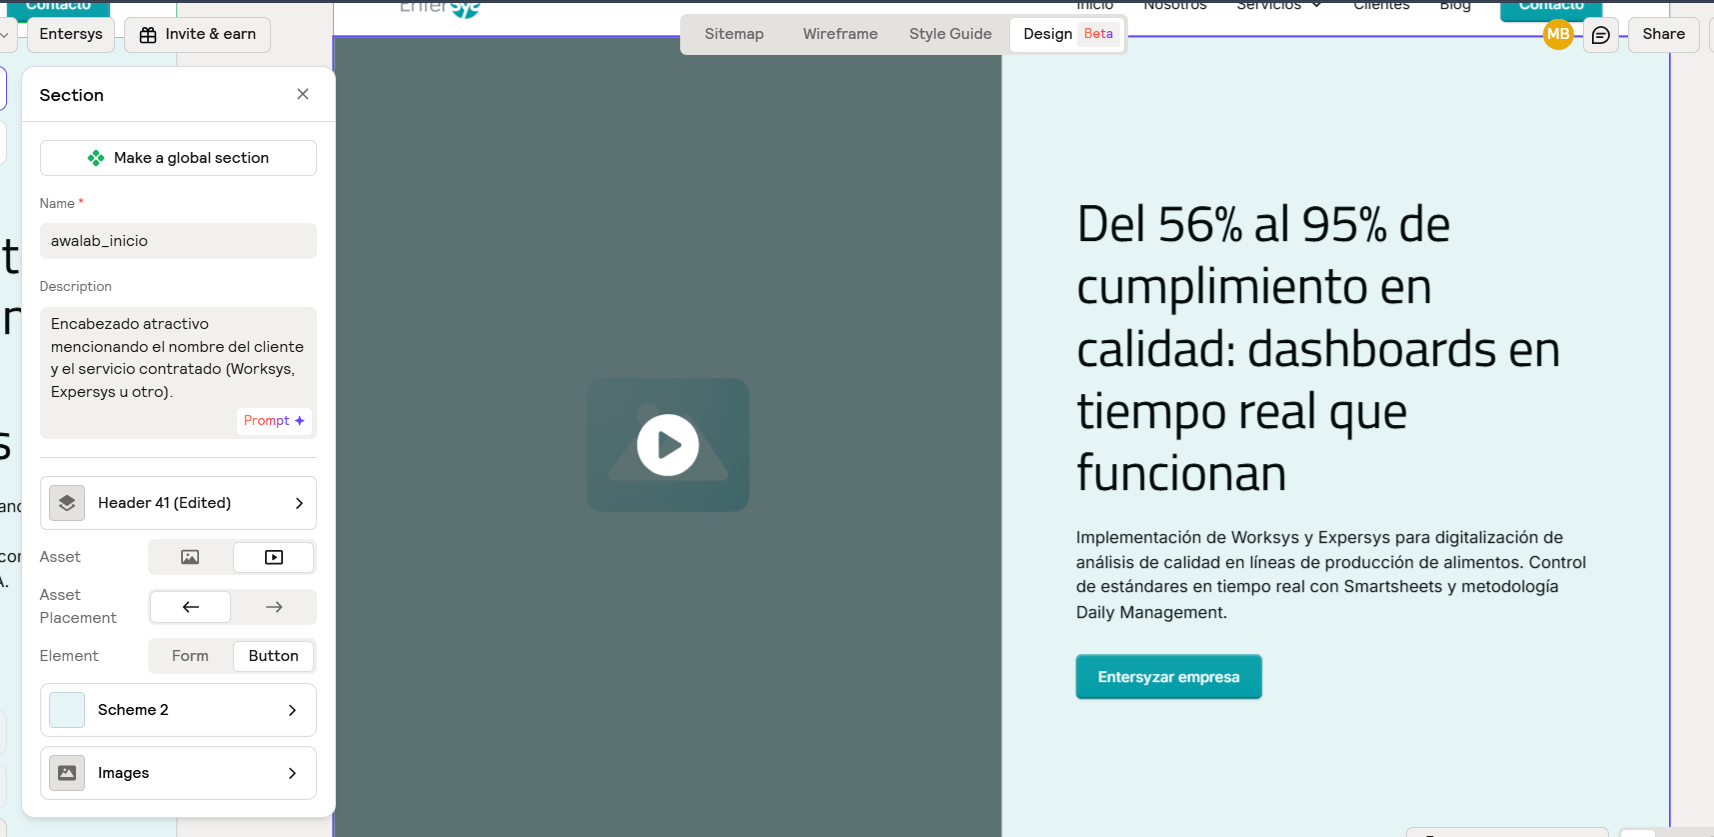 Contacto
Entersys
Inicio
Nosotros
Servicios
Clientes
Blog
Contacto
Entersys
Invite & earn
Sitemap
Wireframe
Style Guide
Design
Beta
MB
Share
Section
Make a global section
Name *
awalab_inicio
Description
Encabezado atractivo
mencionando el nombre del cliente
y el servicio contratado (Worksys,
Expersys u otro).
Prompt
Header 41 (Edited)
Asset
Asset
Placement
Element
Form
Button
Scheme 2
Images
Del 56% al 95% de
cumplimiento en
calidad: dashboards en
tiempo real que
funcionan
Implementación de Worksys y Expersys para digitalización de
análisis de calidad en líneas de producción de alimentos. Control
de estándares en tiempo real con Smartsheets y metodología
Daily Management.
Entersyzar empresa